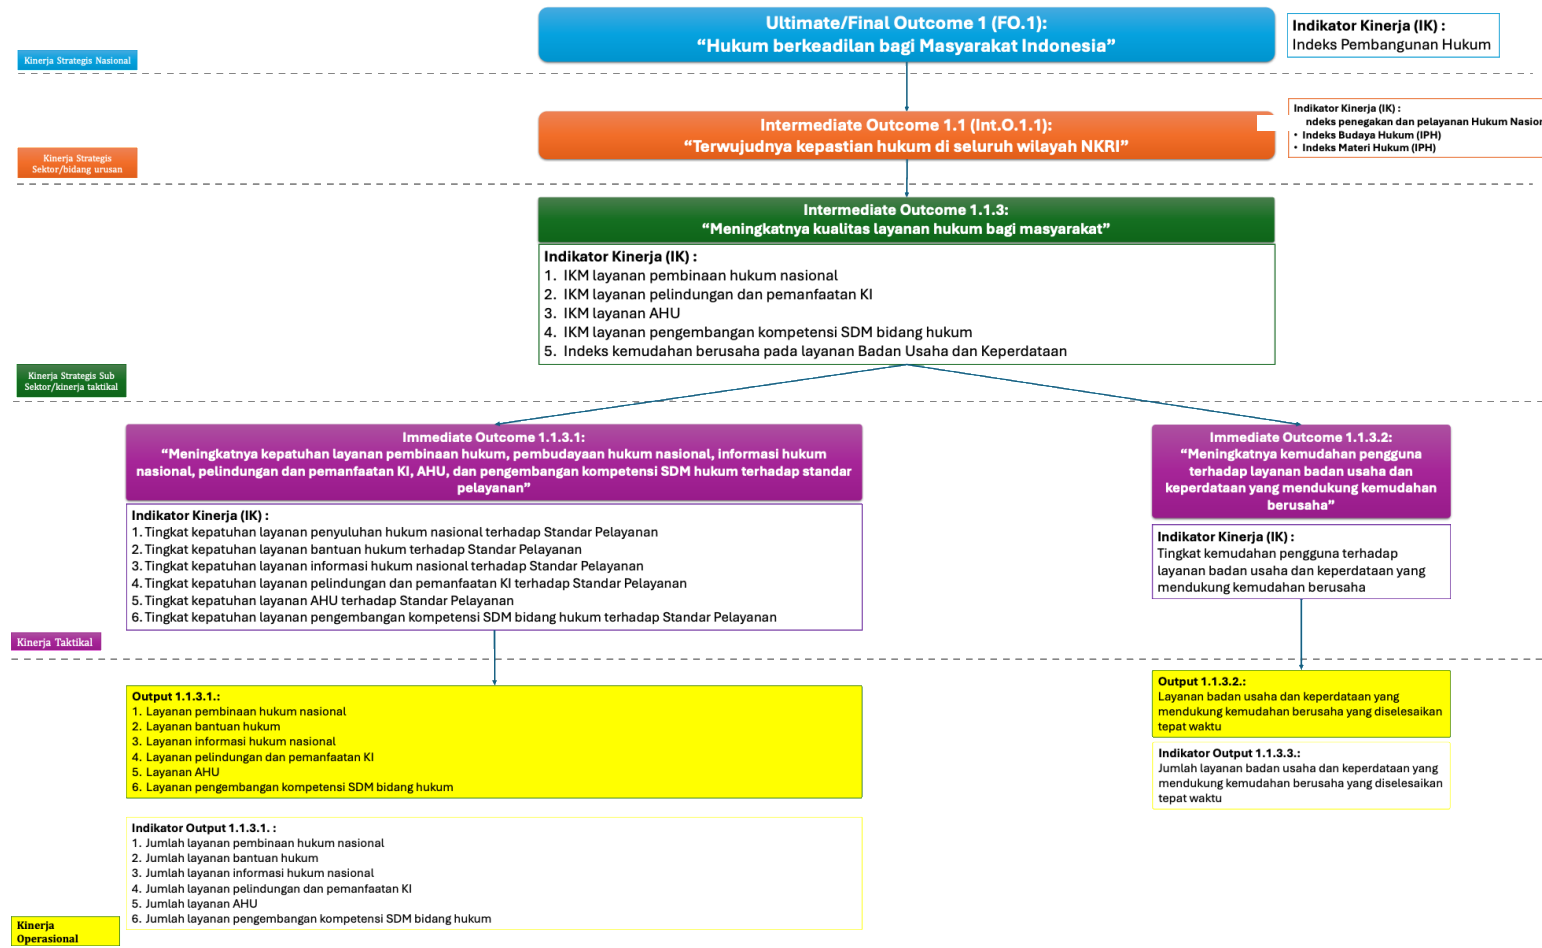 Ultimate/Final Outcome 1 (FO.1):
“Hukum berkeadilan bagi Masyarakat Indonesia”
Indikator Kinerja (IK) :
Indeks Pembangunan Hukum
Kinerja Strategis Nasional
Intermediate Outcome 1.1 (Int.O.1.1):
“Terwujudnya kepastian hukum di seluruh wilayah NKRI”
Indikator Kinerja (IK) :
ndeks penegakan dan pelayanan Hukum Nasior
• Indeks Budaya Hukum (IPH)
• Indeks Materi Hukum (IPH)
Kinerja Strategis
Sektor/bidang urusan
Intermediate Outcome 1.1.3:
“Meningkatnya kualitas layanan hukum bagi masyarakat”
Indikator Kinerja (IK) :
1. IKM layanan pembinaan hukum nasional
2. IKM layanan pelindungan dan pemanfaatan KI
3. IKM layanan AHU
4. IKM layanan pengembangan kompetensi SDM bidang hukum
5. Indeks kemudahan berusaha pada layanan Badan Usaha dan Keperdataan
Kinerja Strategis Sub
Sektor/kinerja taktikal
Immediate Outcome 1.1.3.1:
“Meningkatnya kepatuhan layanan pembinaan hukum, pembudayaan hukum nasional, informasi hukum
nasional, pelindungan dan pemanfaatan KI, AHU, dan pengembangan kompetensi SDM hukum terhadap standar
pelayanan”
Indikator Kinerja (IK) :
1. Tingkat kepatuhan layanan penyuluhan hukum nasional terhadap Standar Pelayanan
2. Tingkat kepatuhan layanan bantuan hukum terhadap Standar Pelayanan
3. Tingkat kepatuhan layanan informasi hukum nasional terhadap Standar Pelayanan
4. Tingkat kepatuhan layanan pelindungan dan pemanfaatan KI terhadap Standar Pelayanan
5. Tingkat kepatuhan layanan AHU terhadap Standar Pelayanan
6. Tingkat kepatuhan layanan pengembangan kompetensi SDM bidang hukum terhadap Standar Pelayanan
Immediate Outcome 1.1.3.2:
“Meningkatnya kemudahan pengguna
terhadap layanan badan usaha dan
keperdataan yang mendukung kemudahan
berusaha”
Indikator Kinerja (IK) :
Tingkat kemudahan pengguna terhadap
layanan badan usaha dan keperdataan yang
mendukung kemudahan berusaha
Kinerja Taktikal
Output 1.1.3.1.:
1. Layanan pembinaan hukum nasional
2. Layanan bantuan hukum
3. Layanan informasi hukum nasional
4. Layanan pelindungan dan pemanfaatan KI
5. Layanan AHU
6. Layanan pengembangan kompetensi SDM bidang hukum
Output 1.1.3.2.:
Layanan badan usaha dan keperdataan yang
mendukung kemudahan berusaha yang diselesaikan
tepat waktu
Indikator Output 1.1.3.3.:
Jumlah layanan badan usaha dan keperdataan yang
mendukung kemudahan berusaha yang diselesaikan
tepat waktu
Indikator Output 1.1.3.1. :
1. Jumlah layanan pembinaan hukum nasional
2. Jumlah layanan bantuan hukum
3. Jumlah layanan informasi hukum nasional
4. Jumlah layanan pelindungan dan pemanfaatan KI
5. Jumlah layanan AHU
6. Jumlah layanan pengembangan kompetensi SDM bidang hukum
Kinerja
Operasional